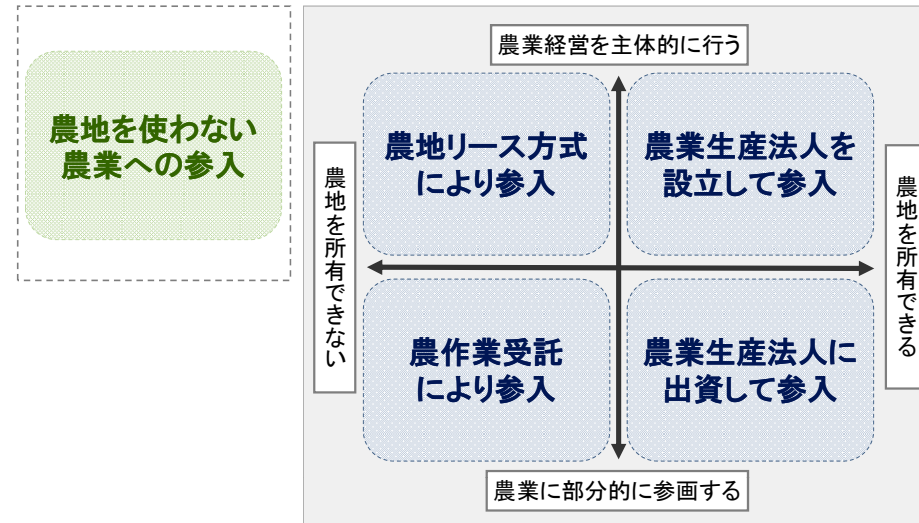 農地を使わない
農業への参入
農業経営を主体的に行う
農地を所有できない
農地リース方式
により参入
農業生産法人を
設立して参入
農地を所有できる
農作業受託
により参入
農業生産法人に
出資して参入
農業に部分的に参画する